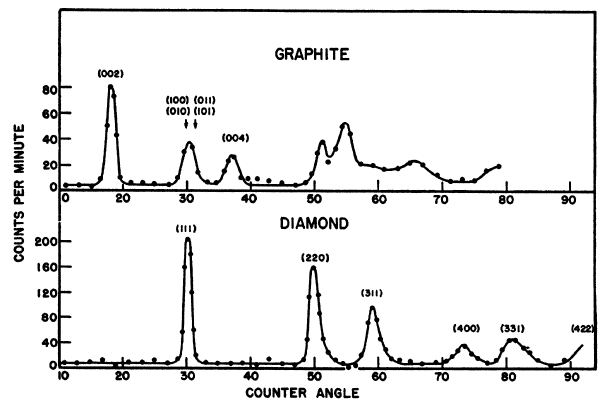 GRAPHITE
(002)
(100) (011)
(010) (101)
(004)
80
60
40
20
0
10 20 30 40 50 60 70 80 90
COUNTS PER MINUTE
DIAMOND
(111)
(220)
(311)
(400) (331) (422)
200
160
120
80
40
0
10 20 30 40 50 60 70 80 90
COUNTER ANGLE